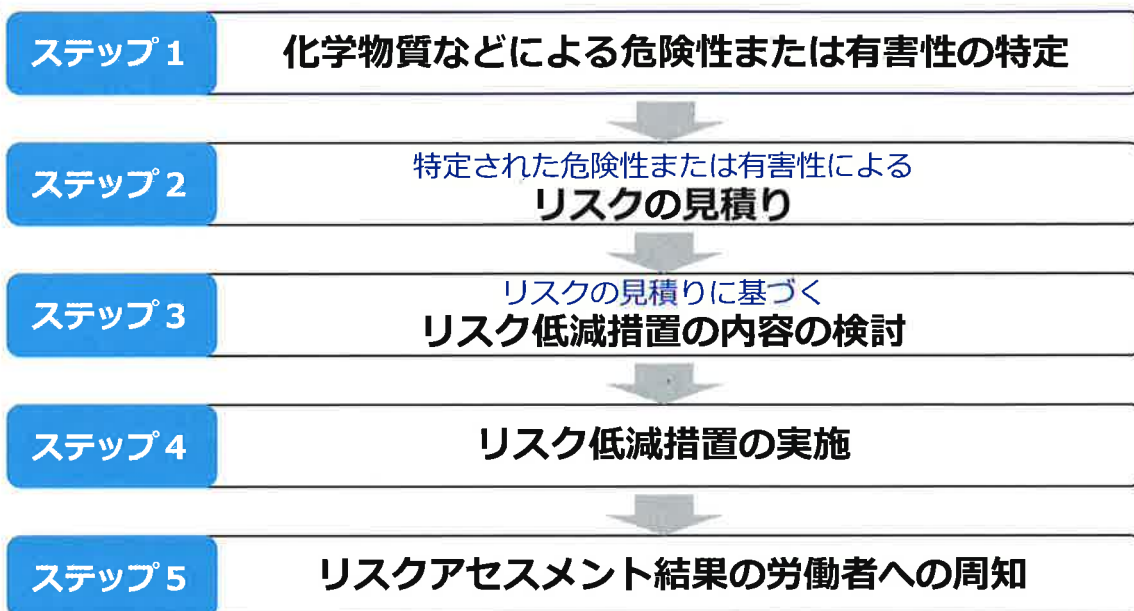 ステップ1
化学物質などによる危険性または有害性の特定
ステップ2
特定された危険性または有害性による
リスクの見積り
ステップ3
リスクの見積りに基づく
リスク低減措置の内容の検討
ステップ4
リスク低減措置の実施
ステップ5
リスクアセスメント結果の労働者への周知